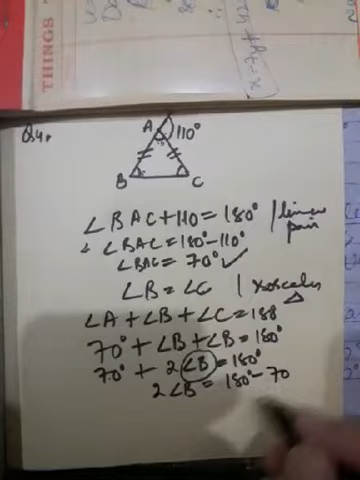 THINGS
Q4.
A 110°
B C
∠BAC+110=180° | linear pair
∠BAC=180°-110°
∠BAC=70° ✓
∠B=∠C | isosceles △
∠A+∠B+∠C=188
70°+∠B+∠B=180°
70°+2∠B=180°
2∠B=180°-70